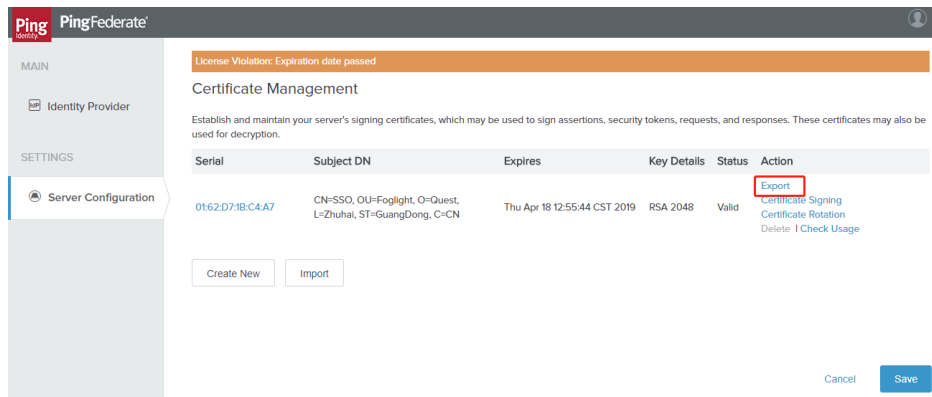 Ping
Identity.
PingFederate®
MAIN
IdP
Identity Provider
SETTINGS
Server Configuration
License Violation: Expiration date passed
Certificate Management
Establish and maintain your server's signing certificates, which may be used to sign assertions, security tokens, requests, and responses. These certificates may also be
used for decryption.
Serial Subject DN Expires Key Details Status Action
01:62:D7:1B:C4:A7 CN=SSO, OU=Foglight, O=Quest, L=Zhuhai, ST=GuangDong, C=CN Thu Apr 18 12:55:44 CST 2019 RSA 2048 Valid
Export
Certificate Signing
Certificate Rotation
Delete | Check Usage
Create New Import
Cancel Save